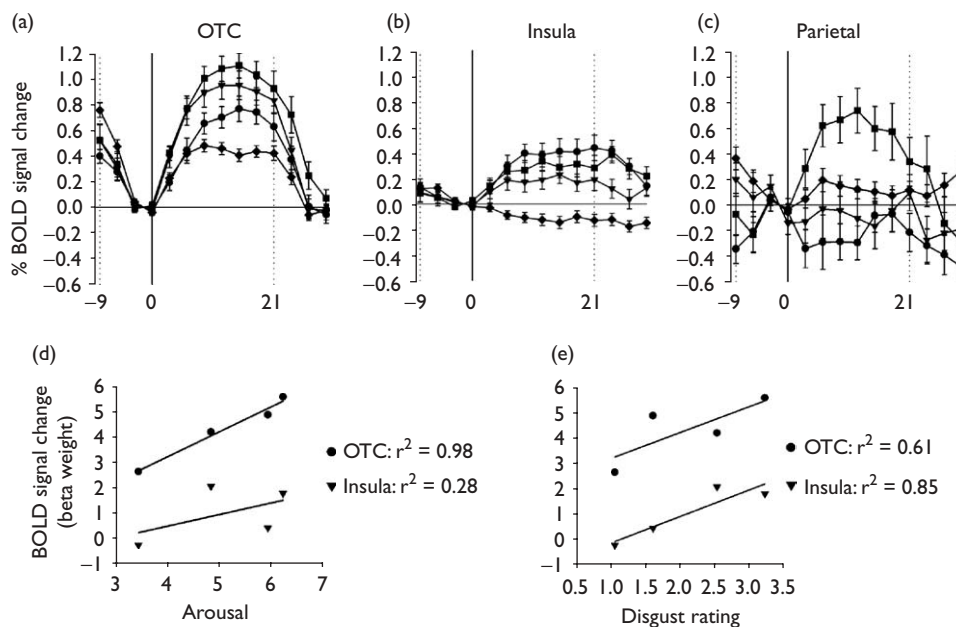 (a) (b) (c)
OTC Insula Parietal
1.2 1.2 1.2
1.0 1.0 1.0
0.8 0.8 0.8
0.6 0.6 0.6
0.4 0.4 0.4
0.2 0.2 0.2
0.0 0.0 0.0
−0.2 −0.2 −0.2
−0.4 −0.4 −0.4
−0.6 −0.6 −0.6
% BOLD signal change
−9 0 21 −9 0 21 −9 0 21
(d) (e)
6 6
5 5
4 4
3 3
2 2
1 1
0 0
−1 −1
BOLD signal change
(beta weight)
OTC: r² = 0.98
Insula: r² = 0.28
OTC: r² = 0.61
Insula: r² = 0.85
3 4 5 6 7
0.5 1.0 1.5 2.0 2.5 3.0 3.5
Arousal
Disgust rating